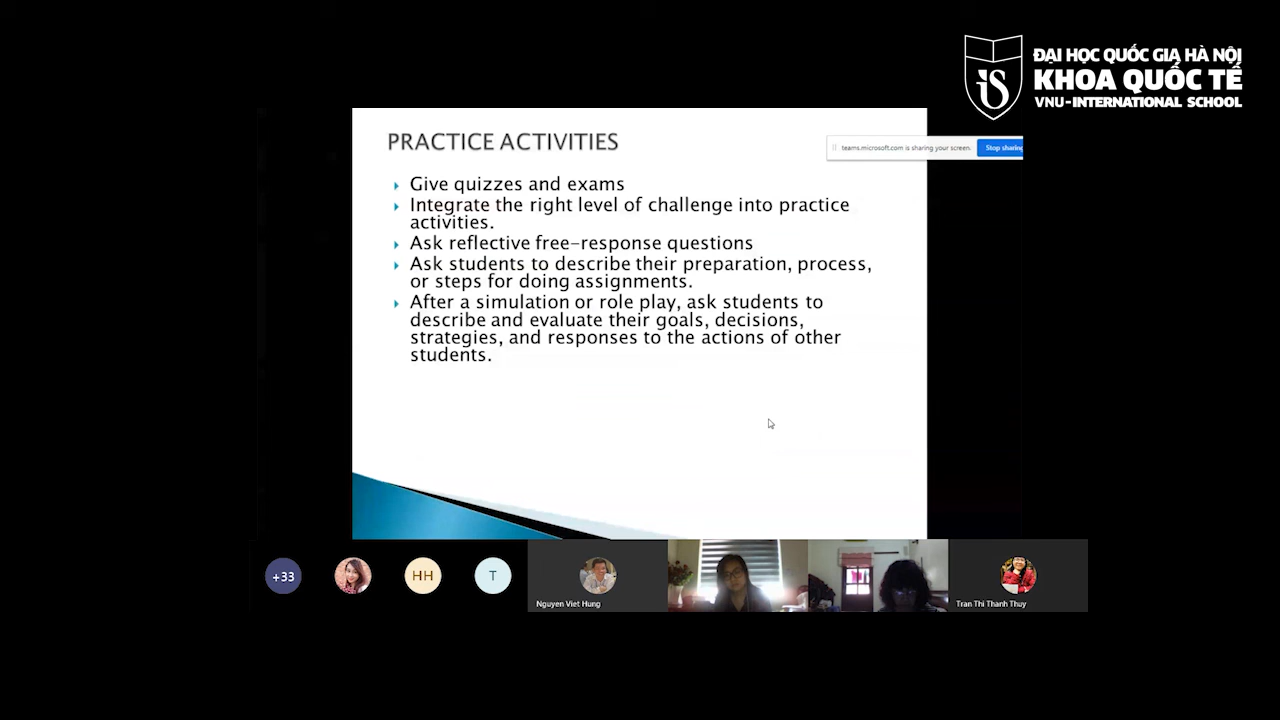 ĐẠI HỌC QUỐC GIA HÀ NỘI
KHOA QUỐC TẾ
VNU-INTERNATIONAL SCHOOL
iS
PRACTICE ACTIVITIES
teams.microsoft.com is sharing your screen.
Stop sharing
Give quizzes and exams
Integrate the right level of challenge into practice
activities.
Ask reflective free-response questions
Ask students to describe their preparation, process,
or steps for doing assignments.
After a simulation or role play, ask students to
describe and evaluate their goals, decisions,
strategies, and responses to the actions of other
students.
+33
HH
T
Nguyen Viet Hung
Tran Thi Thanh Thuy